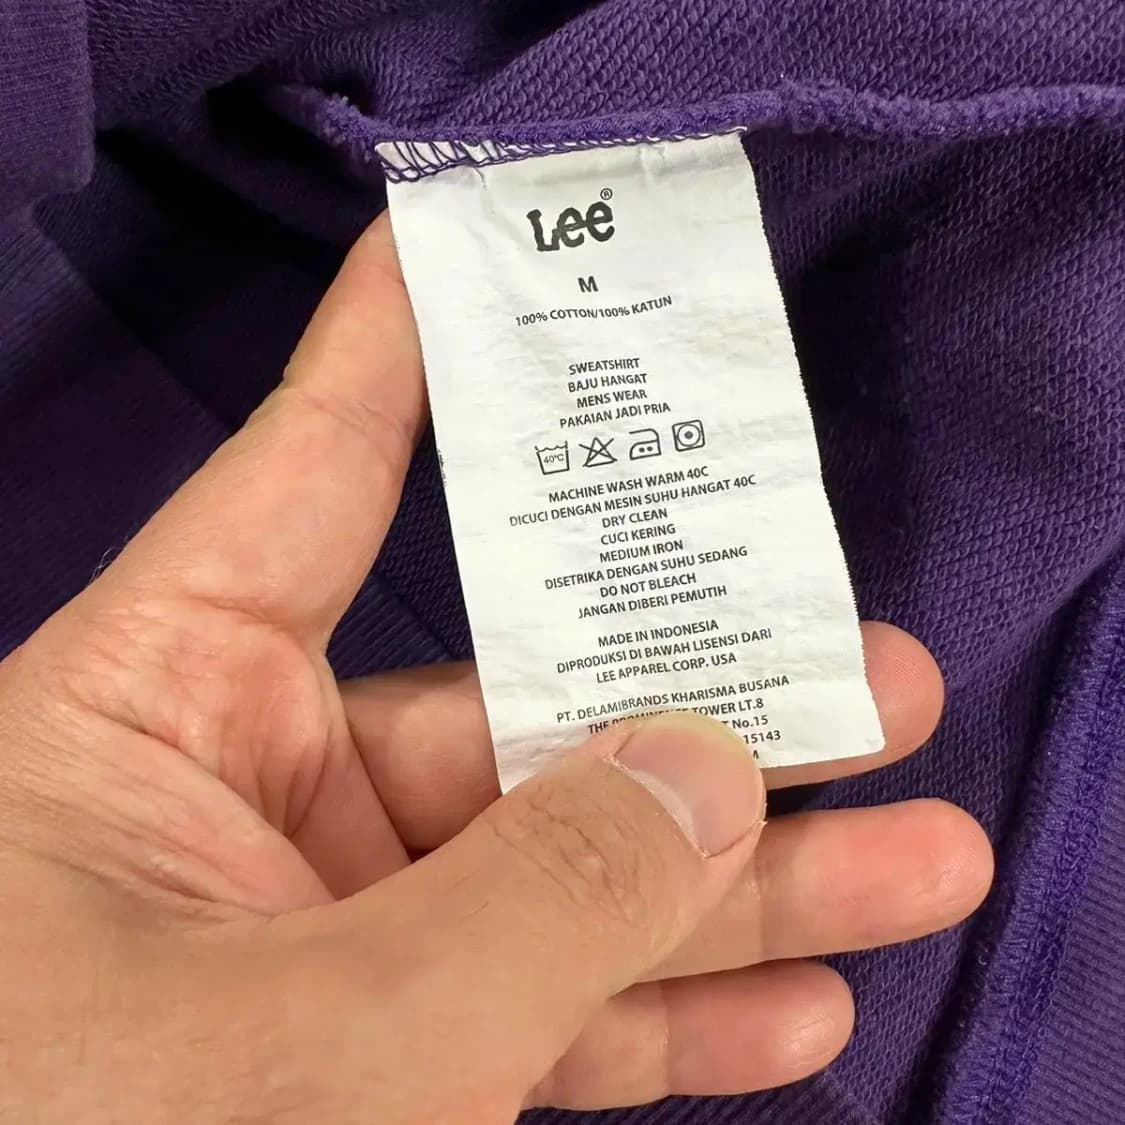 Lee®
M
100% COTTON/100% KATUN
SWEATSHIRT
BAJU HANGAT
MENS WEAR
PAKAIAN JADI PRIA
40°C
MACHINE WASH WARM 40C
DICUCI DENGAN MESIN SUHU HANGAT 40C
DRY CLEAN
CUCI KERING
MEDIUM IRON
DISETRIKA DENGAN SUHU SEDANG
DO NOT BLEACH
JANGAN DIBERI PEMUTIH
MADE IN INDONESIA
DIPRODUKSI DI BAWAH LISENSI DARI
LEE APPAREL CORP. USA
PT. DELAMIBRANDS KHARISMA BUSANA
THE TOWER LT.8
No.15
15143